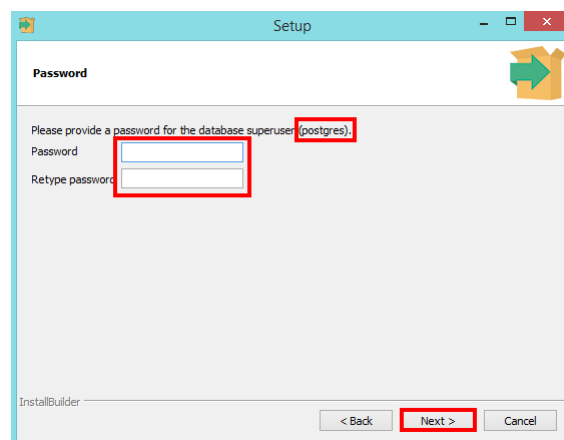 Setup
Password
Please provide a password for the database superuser (postgres).
Password
Retype password
InstallBuilder
< Back
Next >
Cancel